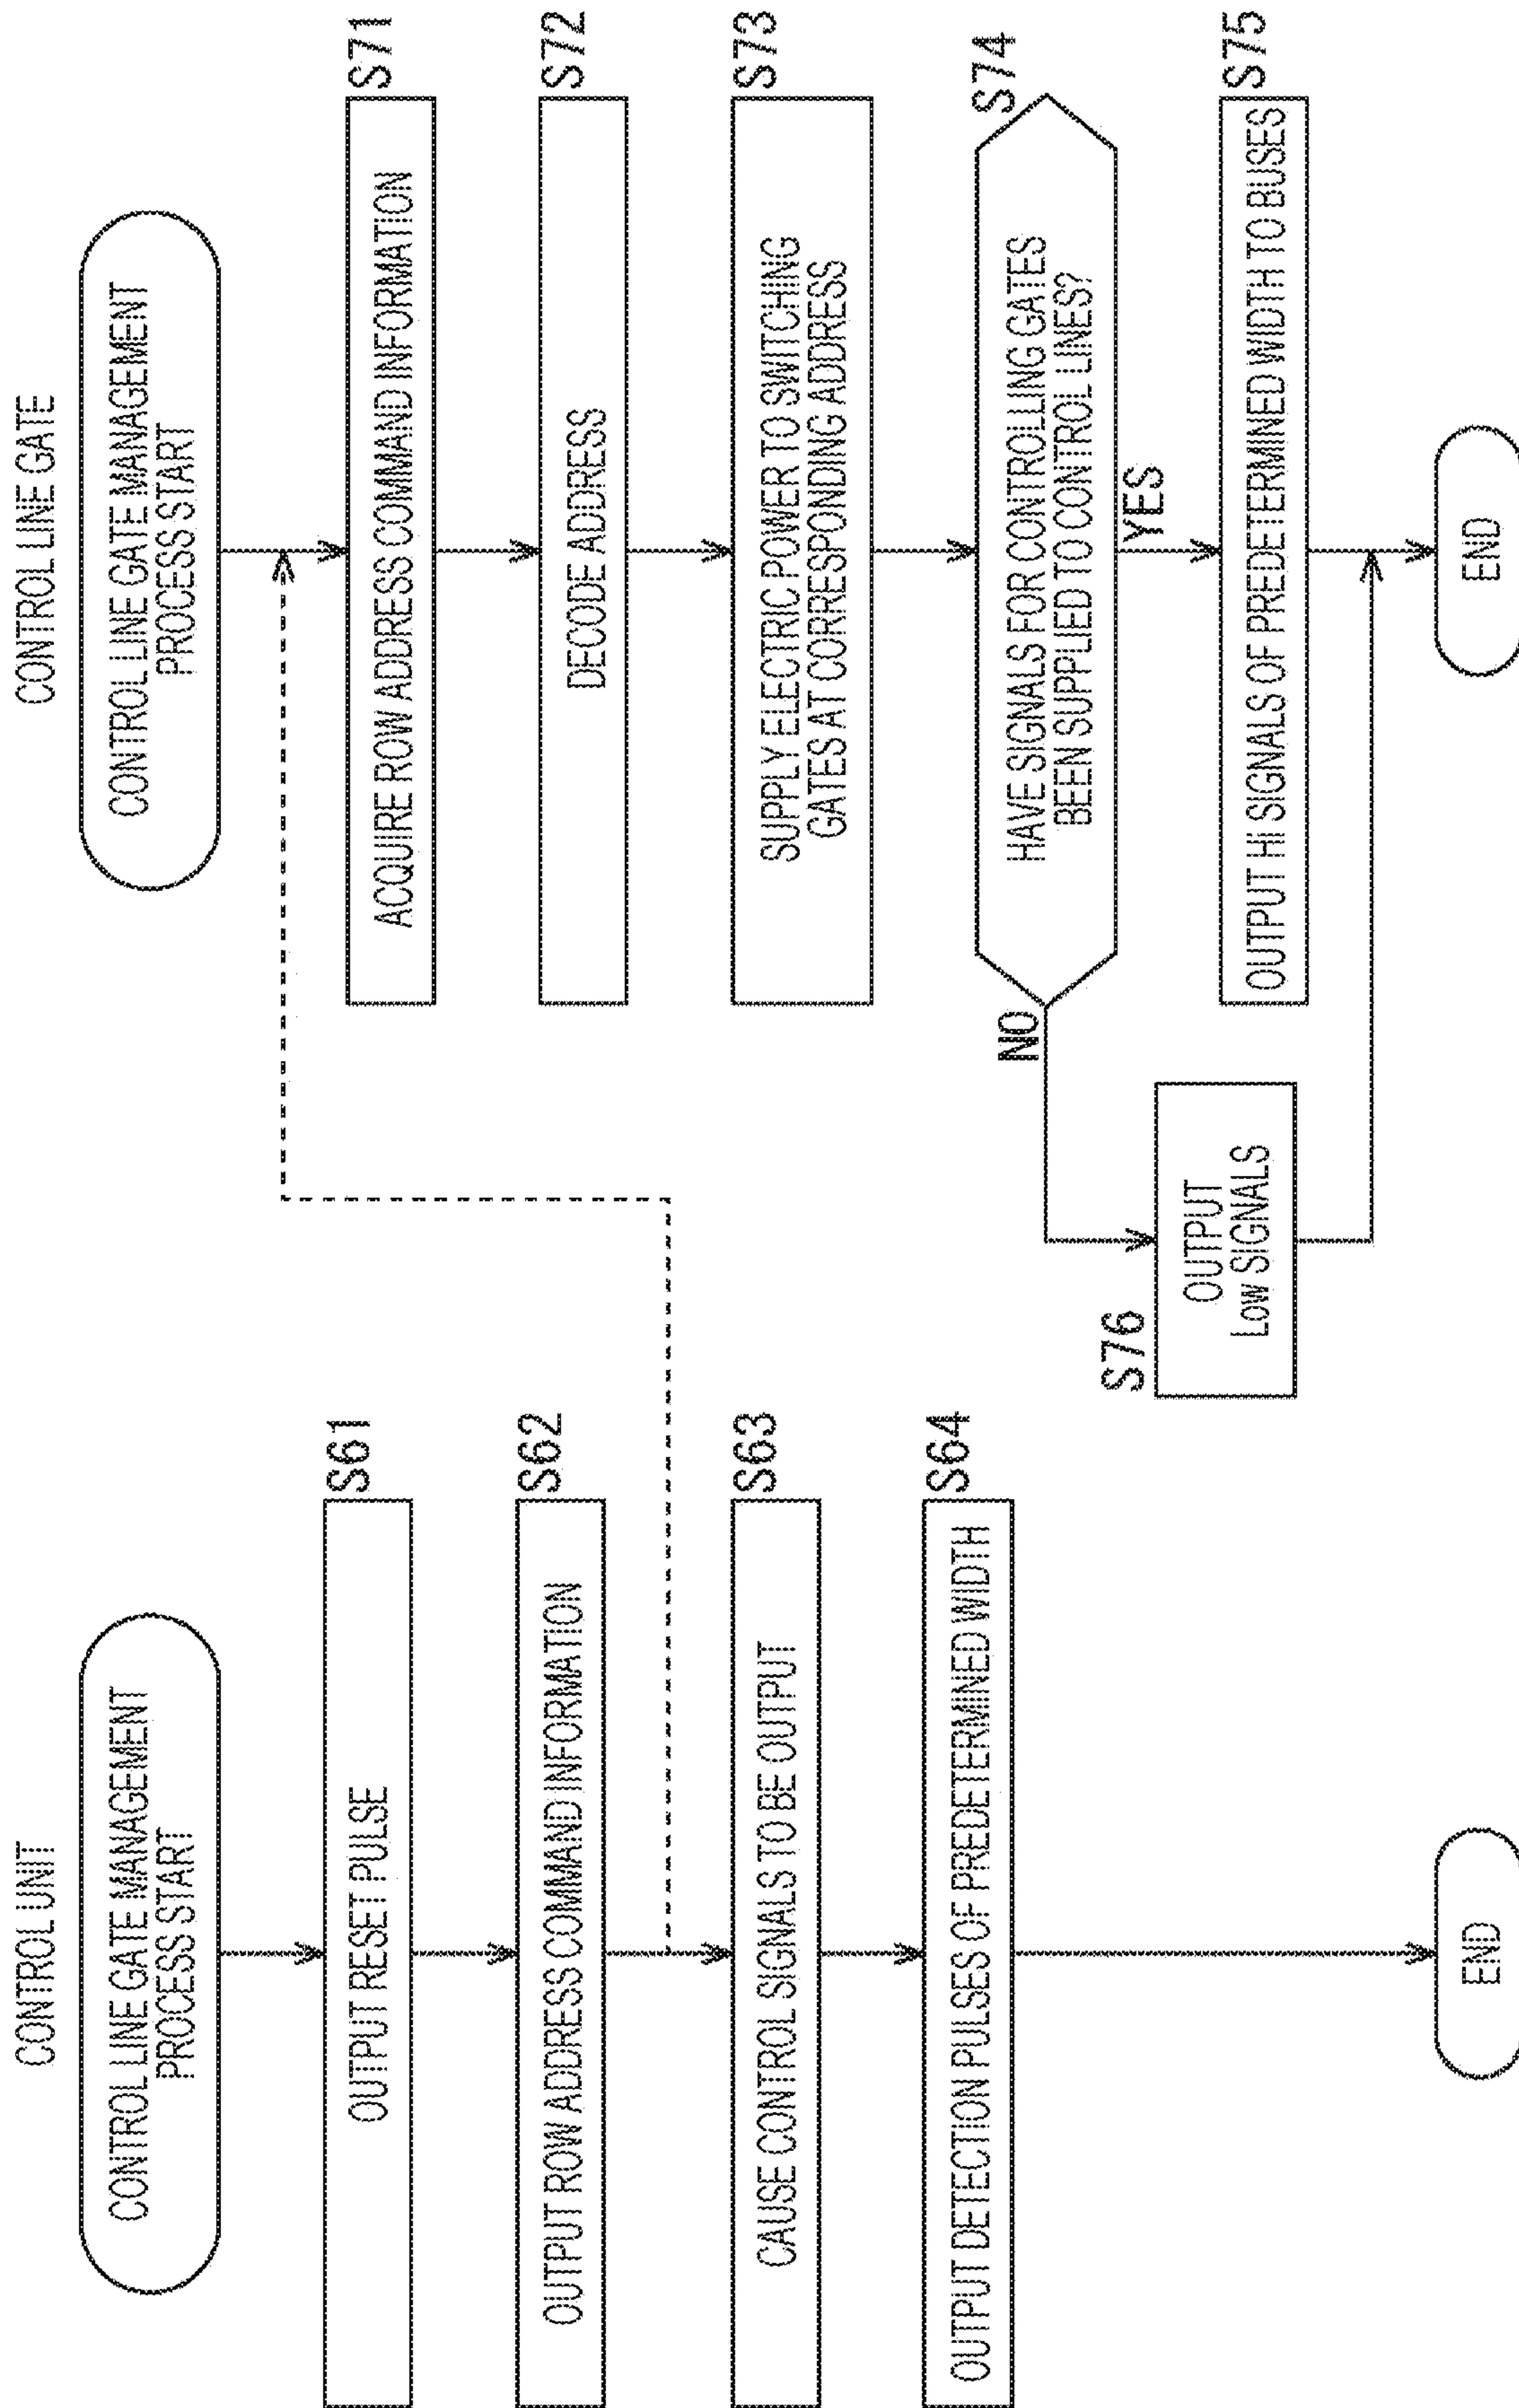 CONTROL UNIT
CONTROL LINE GATE MANAGEMENT
PROCESS START
S61
OUTPUT RESET PULSE
S62
OUTPUT ROW ADDRESS COMMAND INFORMATION
S63
CAUSE CONTROL SIGNALS TO BE OUTPUT
S64
OUTPUT DETECTION PULSES OF PREDETERMINED WIDTH
END
CONTROL LINE GATE
CONTROL LINE GATE MANAGEMENT
PROCESS START
S71
ACQUIRE ROW ADDRESS COMMAND INFORMATION
S72
DECODE ADDRESS
S73
SUPPLY ELECTRIC POWER TO SWITCHING
GATES AT CORRESPONDING ADDRESS
S74
HAVE SIGNALS FOR CONTROLLING GATES
BEEN SUPPLIED TO CONTROL LINES?
NO
YES
S76
OUTPUT
Low SIGNALS
S75
OUTPUT HI SIGNALS OF PREDETERMINED WIDTH TO BUSES
END